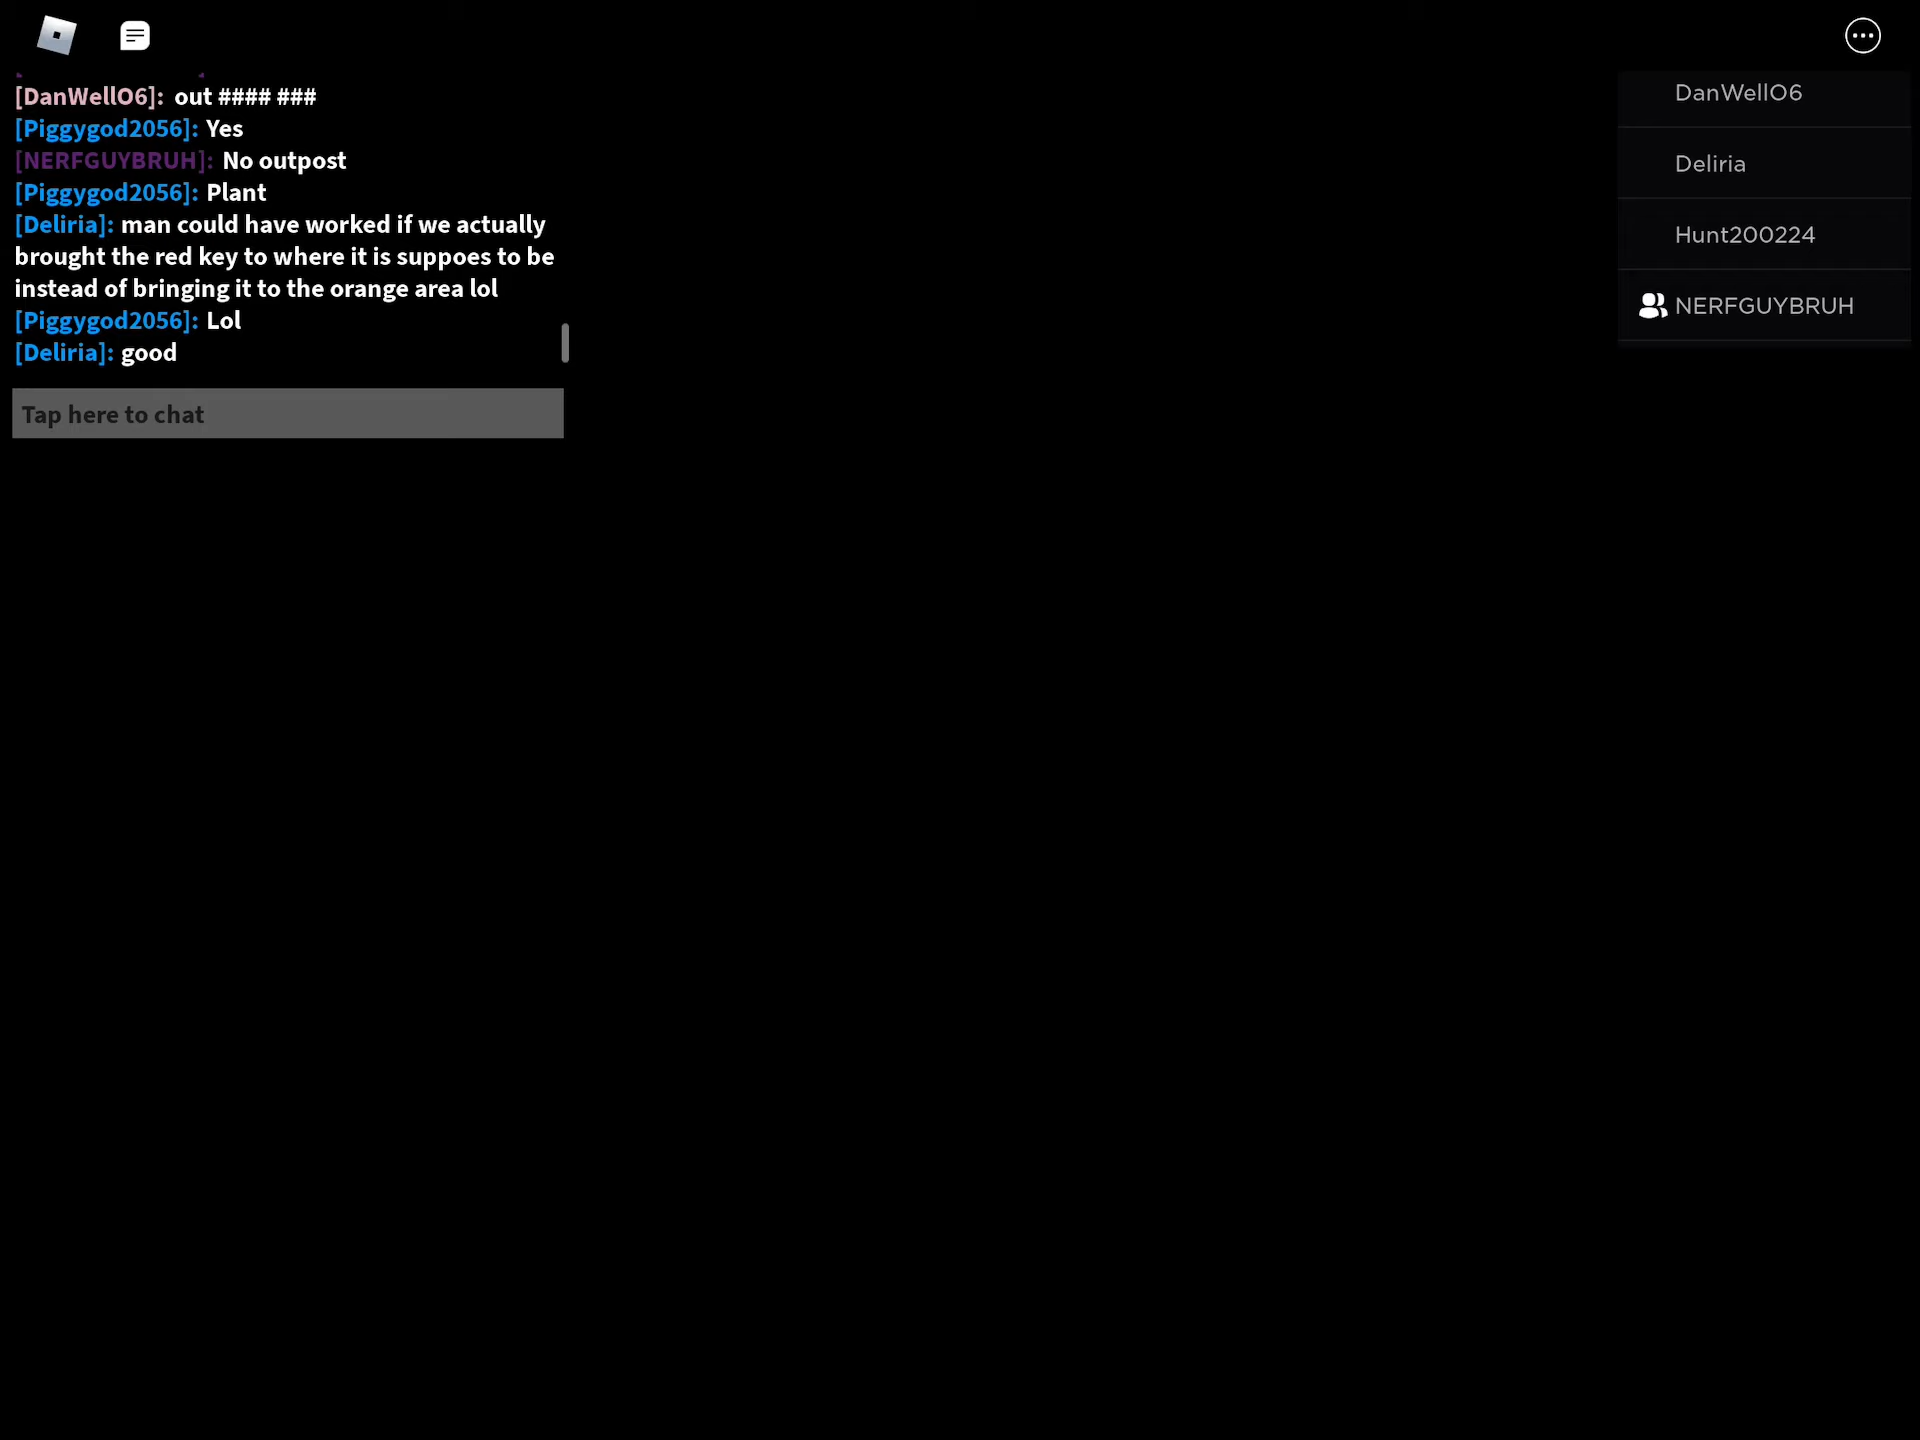 [DanWellO6]: out #### ###
[Piggygod2056]: Yes
[NERFGUYBRUH]: No outpost
[Piggygod2056]: Plant
[Deliria]: man could have worked if we actually
brought the red key to where it is suppoes to be
instead of bringing it to the orange area lol
[Piggygod2056]: Lol
[Deliria]: good
Tap here to chat
DanWellO6
Deliria
Hunt200224
NERFGUYBRUH